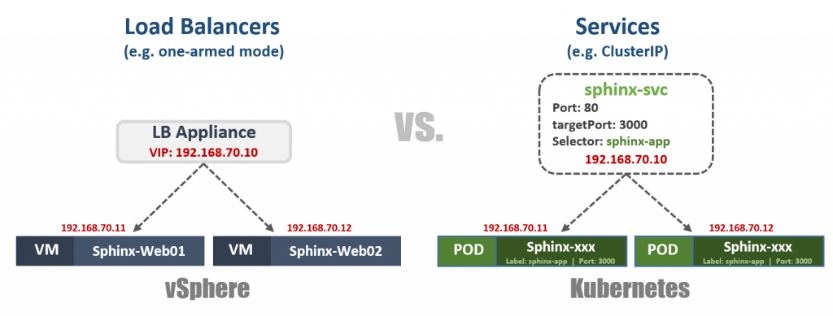 Load Balancers
(e.g. one-armed mode)
LB Appliance
VIP: 192.168.70.10
192.168.70.11
192.168.70.12
VM
Sphinx-Web01
VM
Sphinx-Web02
vSphere
VS.
Services
(e.g. ClusterIP)
sphinx-svc
Port: 80
targetPort: 3000
Selector: sphinx-app
192.168.70.10
192.168.70.11
192.168.70.12
POD
Sphinx-xxx
Label: sphinx-app | Port: 3000
POD
Sphinx-xxx
Label: sphinx-app | Port: 3000
Kubernetes